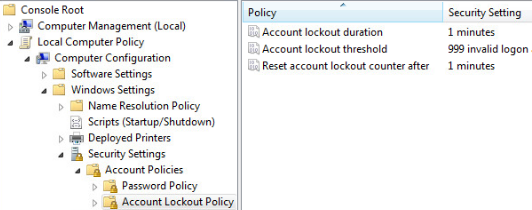 Console Root
Computer Management (Local)
Local Computer Policy
Computer Configuration
Software Settings
Windows Settings
Name Resolution Policy
Scripts (Startup/Shutdown)
Deployed Printers
Security Settings
Account Policies
Password Policy
Account Lockout Policy
Policy Security Setting
Account lockout duration 1 minutes
Account lockout threshold 999 invalid logon
Reset account lockout counter after 1 minutes